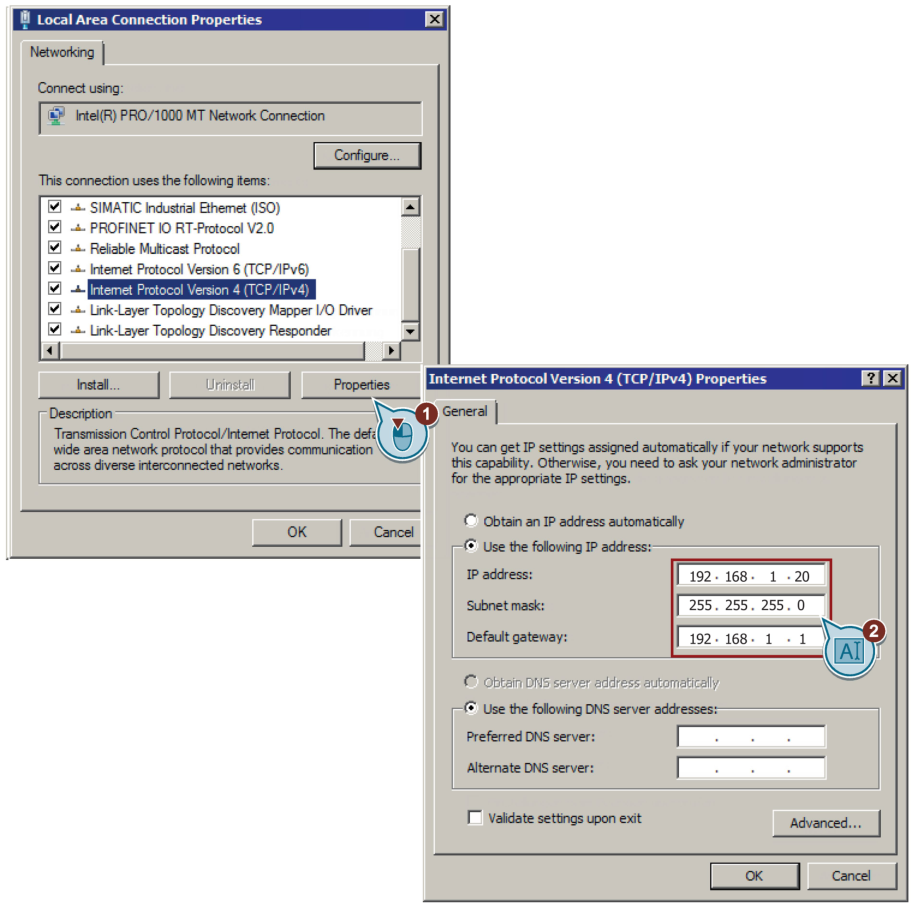 Local Area Connection Properties
Networking
Connect using:
Intel(R) PRO/1000 MT Network Connection
Configure...
This connection uses the following items:
SIMATIC Industrial Ethernet (ISO)
PROFINET IO RT-Protocol V2.0
Reliable Multicast Protocol
Internet Protocol Version 6 (TCP/IPv6)
Internet Protocol Version 4 (TCP/IPv4)
Link-Layer Topology Discovery Mapper I/O Driver
Link-Layer Topology Discovery Responder
Install... Uninstall Properties
1
Description
Transmission Control Protocol/Internet Protocol. The
wide area network protocol that provides communication
across diverse interconnected networks.
OK Cancel
Internet Protocol Version 4 (TCP/IPv4) Properties
General
You can get IP settings assigned automatically if your network supports
this capability. Otherwise, you need to ask your network administrator
for the appropriate IP settings.
Obtain an IP address automatically
Use the following IP address:
IP address: 192 . 168 . 1 . 20
Subnet mask: 255 . 255 . 255 . 0
Default gateway: 192 . 168 . 1 . 1
2
AI
Obtain DNS server address automatically
Use the following DNS server addresses:
Preferred DNS server: . . .
Alternate DNS server: . . .
Validate settings upon exit
Advanced...
OK Cancel